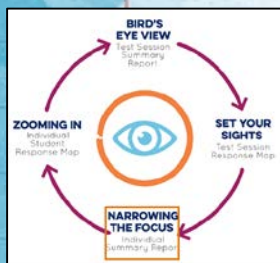 BIRD'S
EYE VIEW
Test Session
Summary
Report
SET YOUR
SIGHTS
Test Session
Response Map
NARROWING
THE FOCUS
Individual
Summary Report
ZOOMING IN
Individual
Student
Response Map